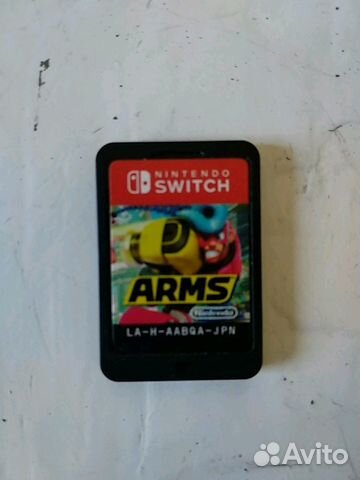 NINTENDO
SWITCH
ARMS
Nintendo
LA-H-AABQA-JPN
Avito